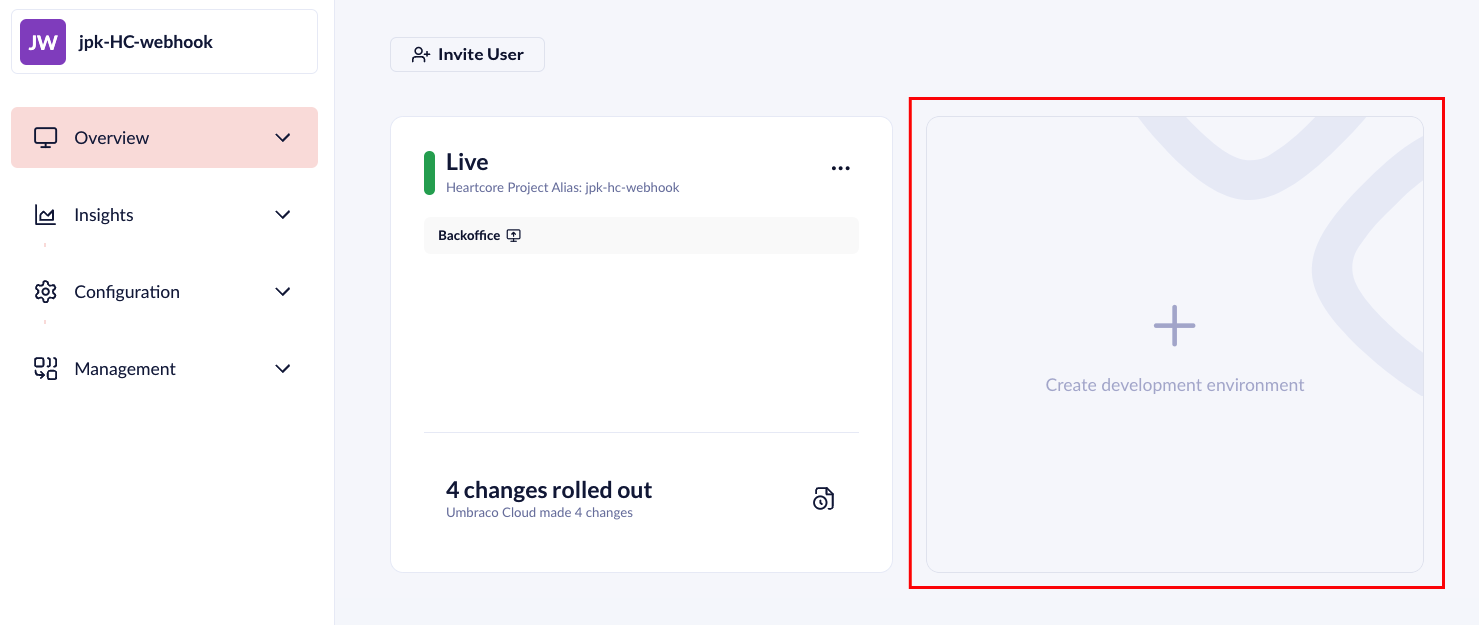 JW
jpk-HC-webhook
Overview
Insights
Configuration
Management
Invite User
Live
Heartcore Project Alias: jpk-hc-webhook
Backoffice
4 changes rolled out
Umbraco Cloud made 4 changes
Create development environment